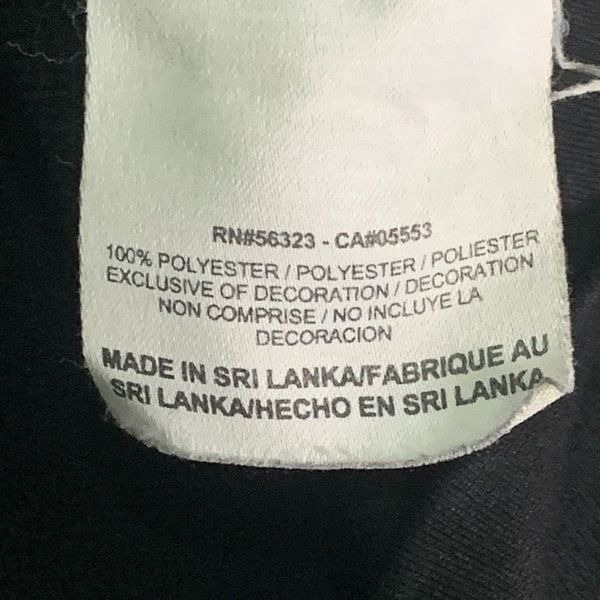 RN#56323 - CA#05553
100% POLYESTER / POLYESTER / POLIESTER
EXCLUSIVE OF DECORATION / DECORATION
NON COMPRISE / NO INCLUYE LA
DECORACION
MADE IN SRI LANKA/FABRIQUE AU
SRI LANKA/HECHO EN SRI LANKA